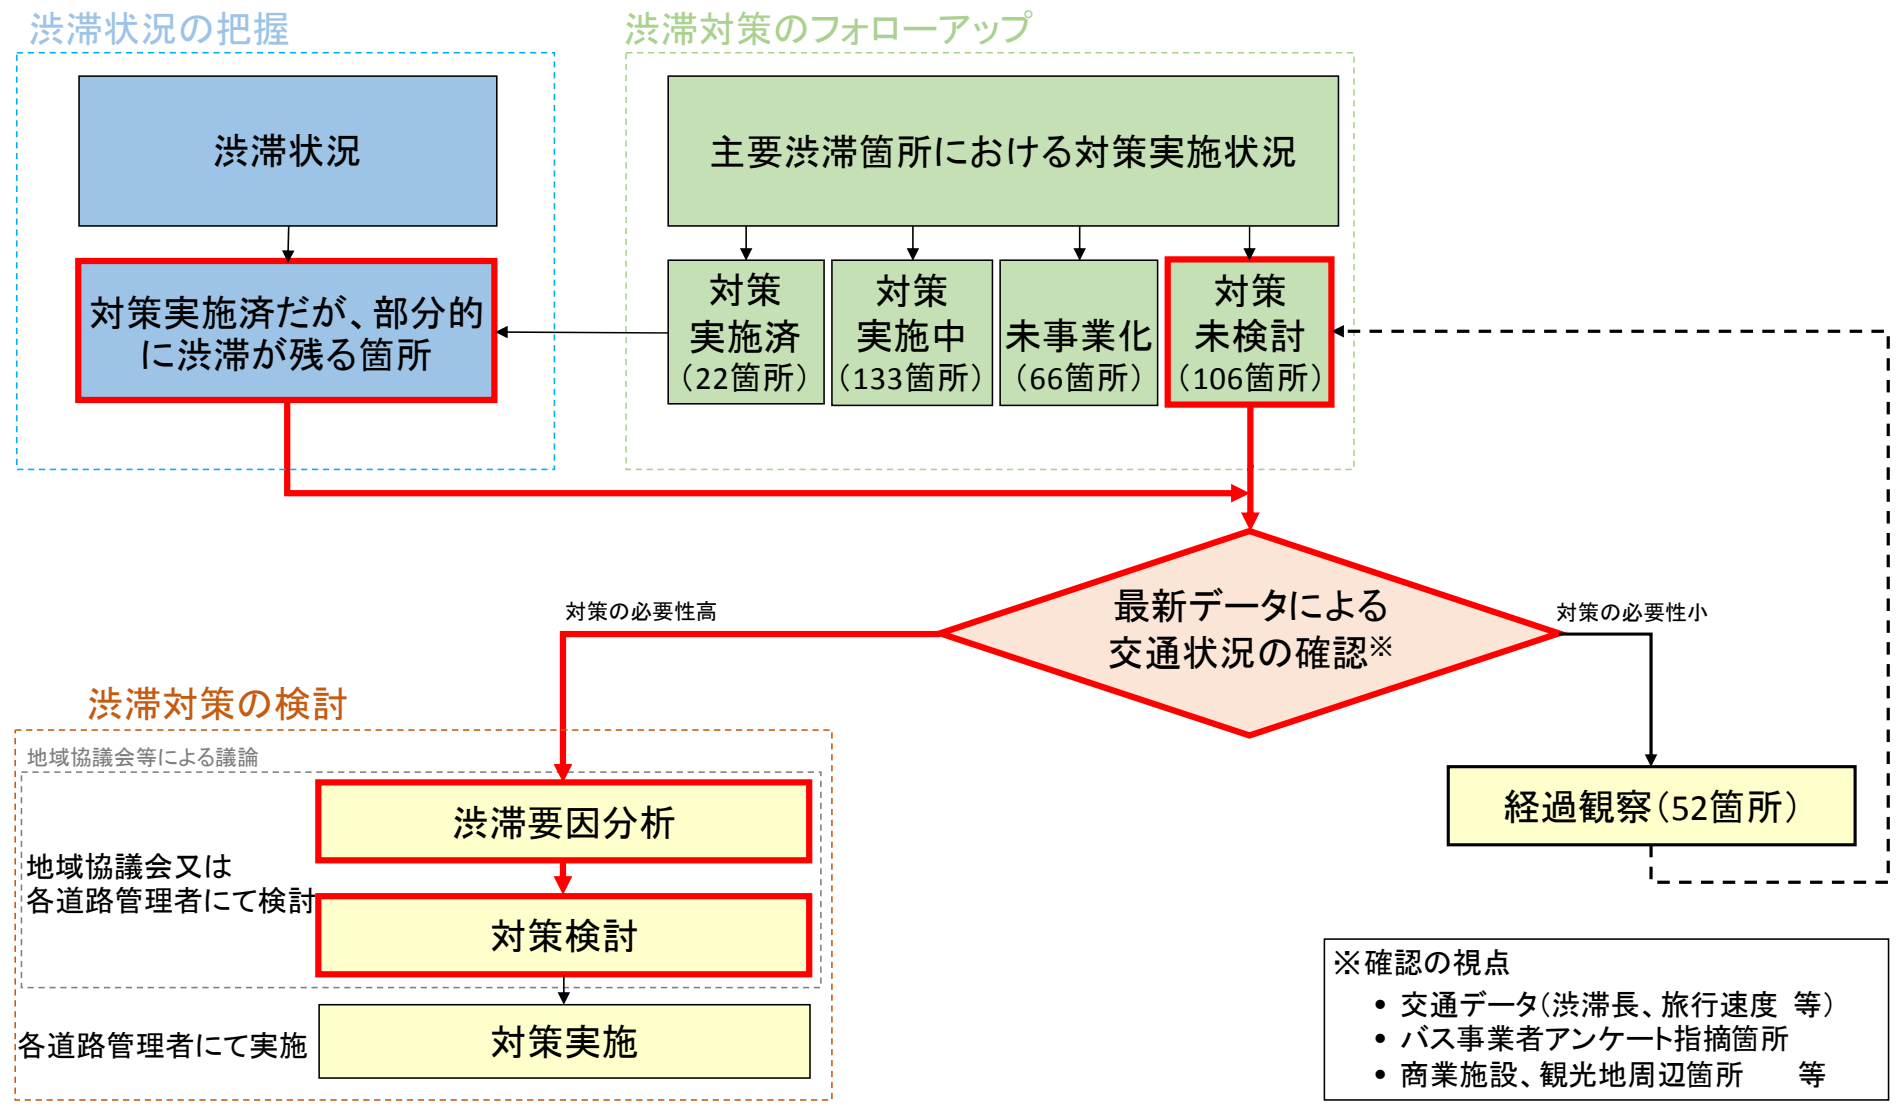 渋滞状況の把握
渋滞状況
対策実施済だが、部分的
に渋滞が残る箇所
渋滞対策のフォローアップ
主要渋滞箇所における対策実施状況
対策
実施済
（22箇所）
対策
実施中
（133箇所）
未事業化
（66箇所）
対策
未検討
（106箇所）
最新データによる
交通状況の確認※
対策の必要性高
対策の必要性小
経過観察（52箇所）
渋滞対策の検討
地域協議会等による議論
渋滞要因分析
地域協議会又は
各道路管理者にて検討
対策検討
各道路管理者にて実施
対策実施
※確認の視点
• 交通データ（渋滞長、旅行速度 等）
• バス事業者アンケート指摘箇所
• 商業施設、観光地周辺箇所　　等